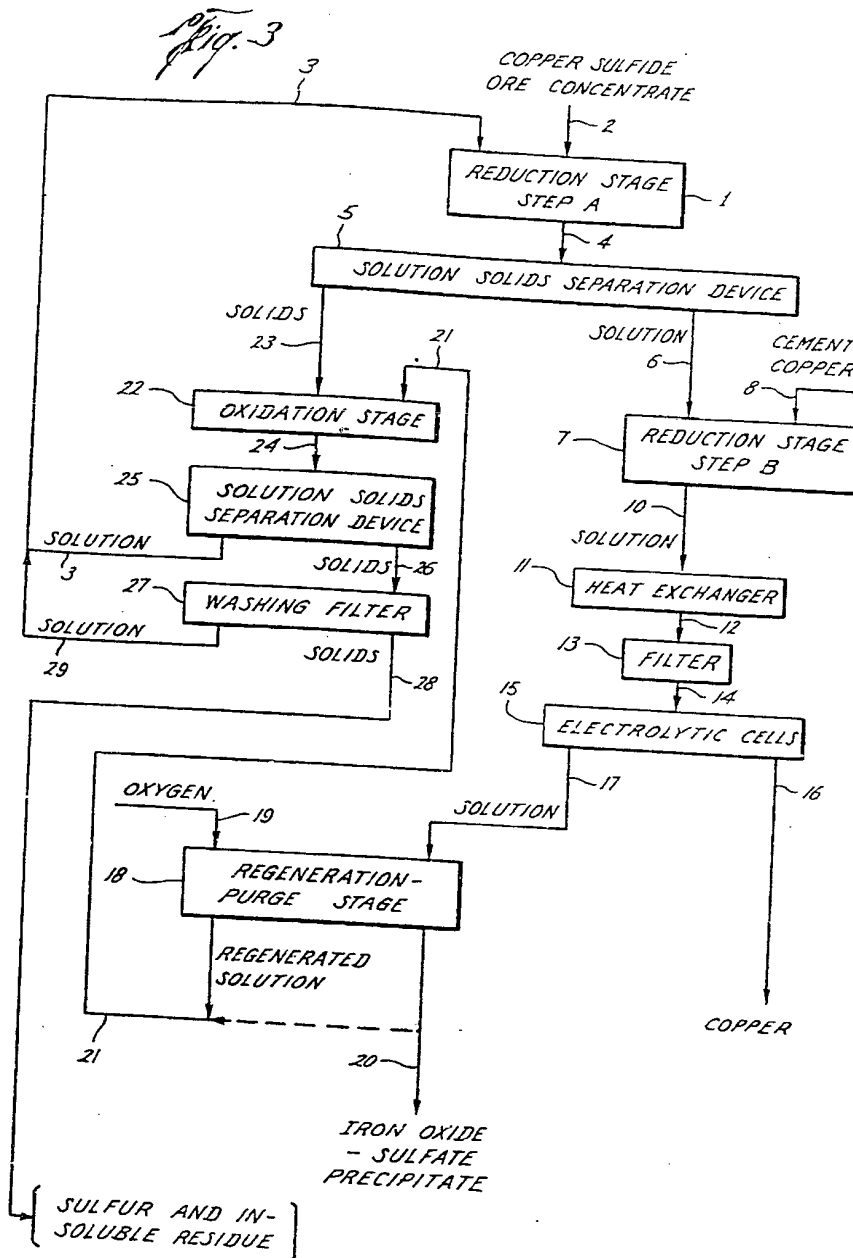 Fig. 3
3
COPPER SULFIDE
ORE CONCENTRATE
2
REDUCTION STAGE
STEP A
1
4
5
SOLUTION SOLIDS SEPARATION DEVICE
SOLIDS
23
21
SOLUTION
6
CEMENT
COPPER
8
22
OXIDATION STAGE
24
7
REDUCTION STAGE
STEP B
25
SOLUTION SOLIDS
SEPARATION DEVICE
10
SOLUTION
SOLUTION
3
SOLIDS
26
11
HEAT EXCHANGER
27
WASHING FILTER
12
SOLUTION
29
SOLIDS
28
13
FILTER
14
15
ELECTROLYTIC CELLS
17
16
OXYGEN
19
SOLUTION
18
REGENERATION-
PURGE STAGE
REGENERATED
SOLUTION
21
20
COPPER
IRON OXIDE
- SULFATE
PRECIPITATE
SULFUR AND IN-
SOLUBLE RESIDUE